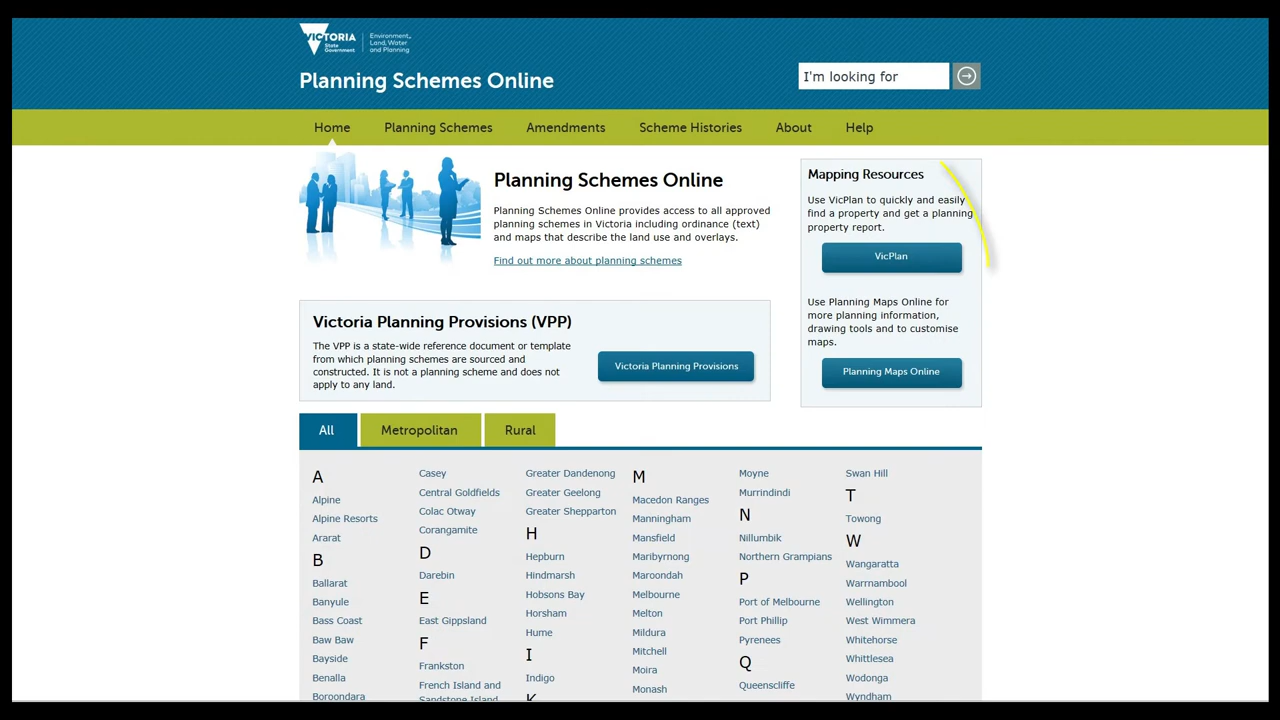 VICTORIA
State
Government
Environment,
Land, Water
and Planning
Planning Schemes Online
I'm looking for
Home
Planning Schemes
Amendments
Scheme Histories
About
Help
Planning Schemes Online
Planning Schemes Online provides access to all approved
planning schemes in Victoria including ordinance (text)
and maps that describe the land use and overlays.
Find out more about planning schemes
Mapping Resources
Use VicPlan to quickly and easily
find a property and get a planning
property report.
VicPlan
Use Planning Maps Online for
more planning information,
drawing tools and to customise
maps.
Planning Maps Online
Victoria Planning Provisions (VPP)
The VPP is a state-wide reference document or template
from which planning schemes are sourced and
constructed. It is not a planning scheme and does not
apply to any land.
Victoria Planning Provisions
All
Metropolitan
Rural
A
Alpine
Alpine Resorts
Ararat
B
Ballarat
Banyule
Bass Coast
Baw Baw
Bayside
Benalla
Boroondara
Casey
Central Goldfields
Colac Otway
Corangamite
D
Darebin
E
East Gippsland
F
Frankston
French Island and
Sandstone Island
Greater Dandenong
Greater Geelong
Greater Shepparton
H
Hepburn
Hindmarsh
Hobsons Bay
Horsham
Hume
I
Indigo
K
M
Macedon Ranges
Manningham
Mansfield
Maribyrnong
Maroondah
Melbourne
Melton
Mildura
Mitchell
Moira
Monash
Moyne
Murrindindi
N
Nillumbik
Northern Grampians
P
Port of Melbourne
Port Phillip
Pyrenees
Q
Queenscliffe
Swan Hill
T
Towong
W
Wangaratta
Warrnambool
Wellington
West Wimmera
Whitehorse
Whittlesea
Wodonga
Wyndham